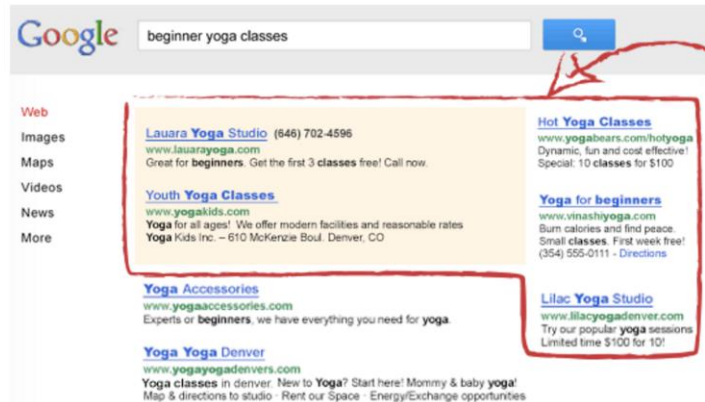 Google
beginner yoga classes
Web
Images
Maps
Videos
News
More
Lauara Yoga Studio (646) 702-4596
www.lauarayoga.com
Great for beginners. Get the first 3 classes free! Call now.
Youth Yoga Classes
www.yogakids.com
Yoga for all ages! We offer modern facilities and reasonable rates
Yoga Kids Inc. – 610 McKenzie Boul. Denver, CO
Yoga Accessories
www.yogaaccessories.com
Experts or beginners, we have everything you need for yoga.
Yoga Yoga Denver
www.yogayogadenvers.com
Yoga classes in denver. New to Yoga? Start here! Mommy & baby yoga!
Map & directions to studio · Rent our Space · Energy/Exchange opportunities
Hot Yoga Classes
www.yogabears.com/hotyoga
Dynamic, fun and cost effective!
Special: 10 classes for $100
Yoga for beginners
www.vinashiyoga.com
Burn calories and find peace.
Small classes. First week free!
(354) 555-0111 - Directions
Lilac Yoga Studio
www.lilacyogadenver.com
Try our popular yoga sessions
Limited time $100 for 10!